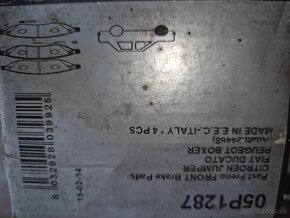 05P1287
Past.Freno FRONT Brake Pads
CITROEN JUMPER
FIAT DUCATO
PEUGEOT BOXER
MADE IN E.E.C-ITALY * 4 PCS
8 032928 039925
15-02-14